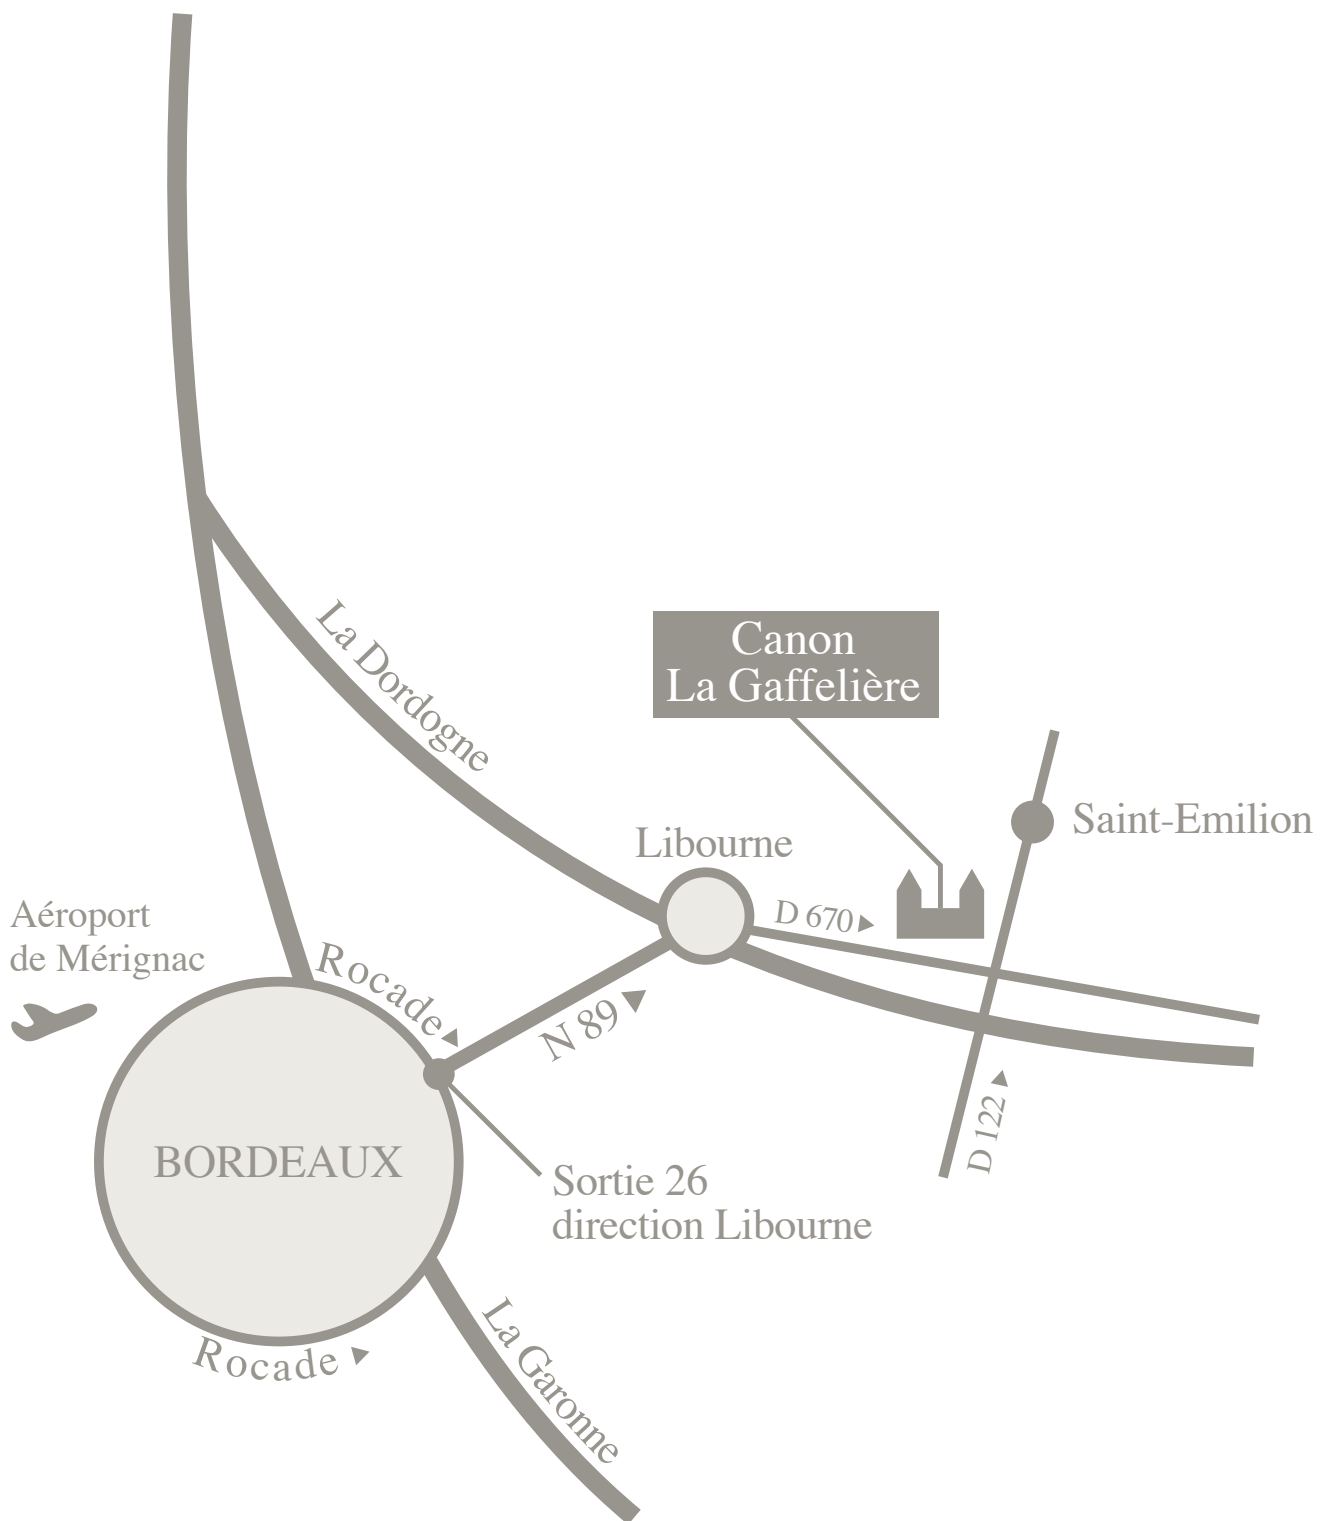 La Dordogne
Canon
La Gaffelière
Saint-Emilion
Libourne
D 670
Aéroport
de Mérignac
Rocade
N 89
D 122
BORDEAUX
Sortie 26
direction Libourne
La Garonne
Rocade